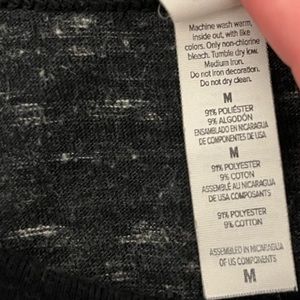 Machine wash warm,
inside out, with like
colors. Only non-chlorine
bleach. Tumble dry low.
Medium iron.
Do not iron decoration.
Do not dry clean.
M
91% POLIÉSTER
9% ALGODÓN
ENSAMBLADO EN NICARAGUA
DE COMPONENTES DE USA
M
91% POLYESTER
9% COTON
ASSEMBLÉ AU NICARAGUA
DE USA COMPOSANTS
91% POLYESTER
9% COTTON
ASSEMBLED IN NICARAGUA
OF US COMPONENTS
M